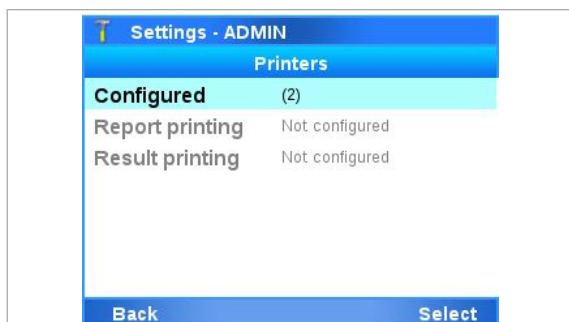 Settings - ADMIN
Printers
Configured (2)
Report printing Not configured
Result printing Not configured
Back Select